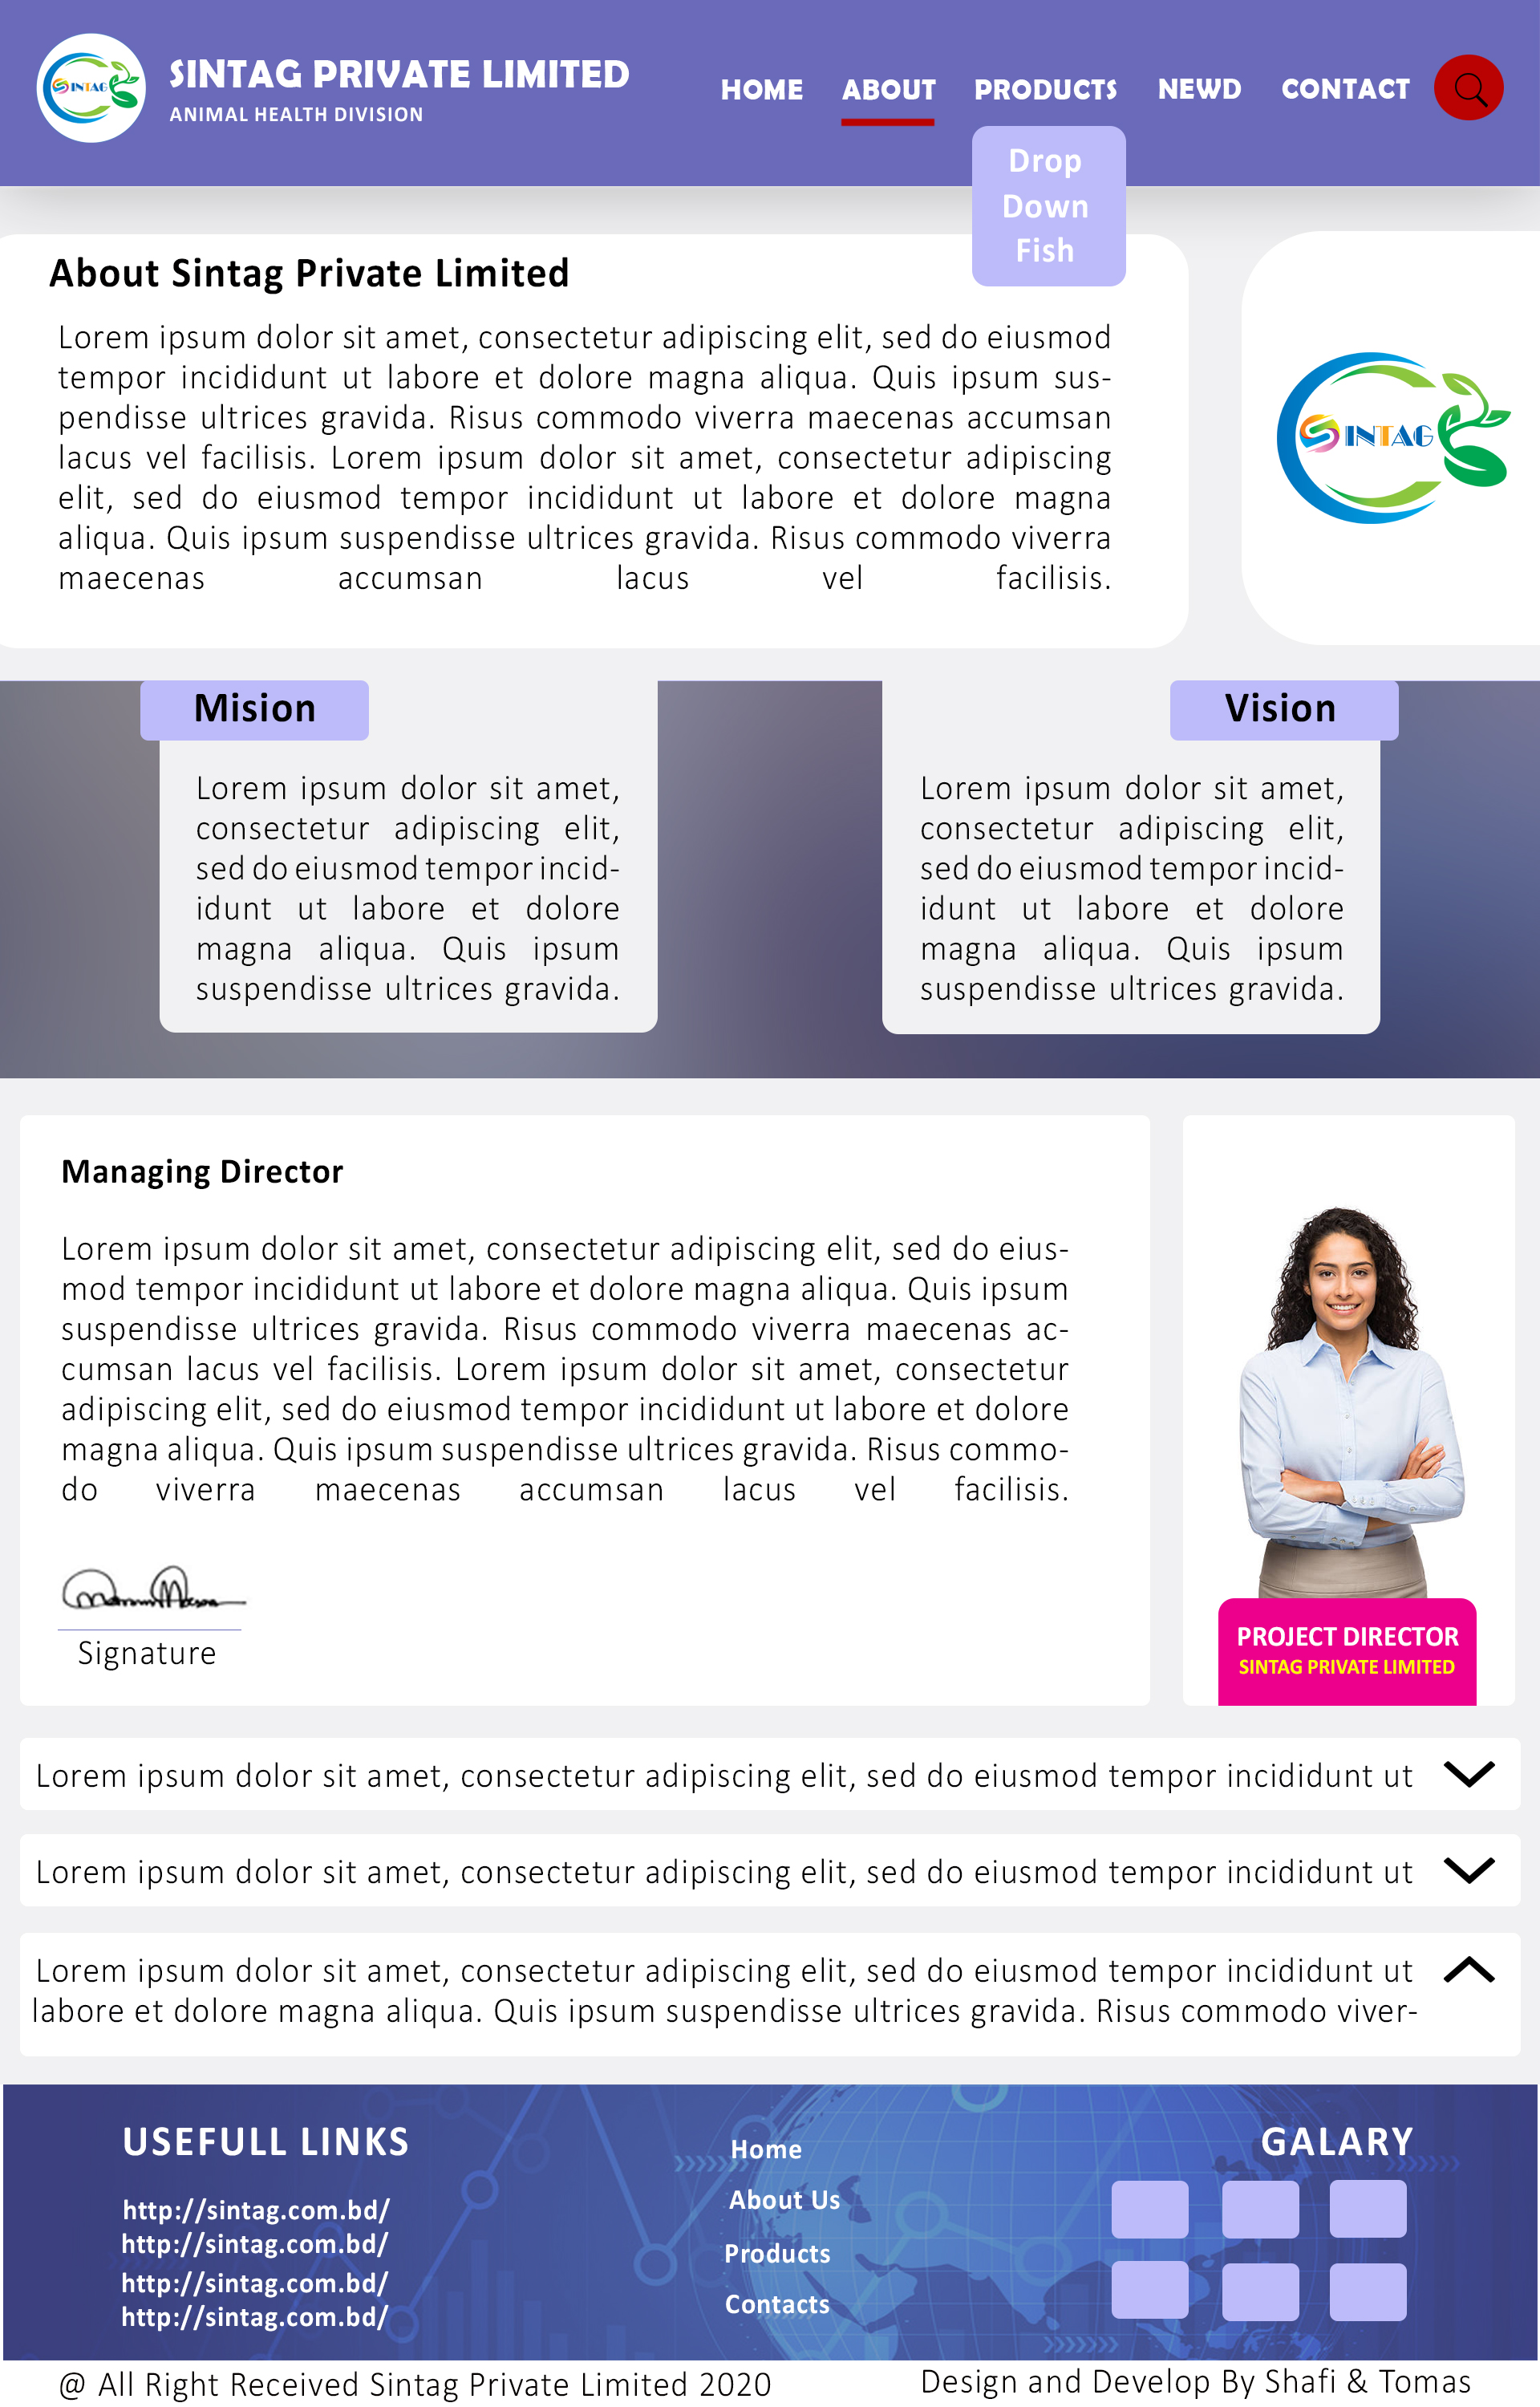 SINTAG
SINTAG PRIVATE LIMITED
ANIMAL HEALTH DIVISION
HOME ABOUT PRODUCTS NEWD CONTACT
Drop
Down
Fish
About Sintag Private Limited
Lorem ipsum dolor sit amet, consectetur adipiscing elit, sed do eiusmod
tempor incididunt ut labore et dolore magna aliqua. Quis ipsum sus-
pendisse ultrices gravida. Risus commodo viverra maecenas accumsan
lacus vel facilisis. Lorem ipsum dolor sit amet, consectetur adipiscing
elit, sed do eiusmod tempor incididunt ut labore et dolore magna
aliqua. Quis ipsum suspendisse ultrices gravida. Risus commodo viverra
maecenas accumsan lacus vel facilisis.
SINTAG
Mision
Lorem ipsum dolor sit amet,
consectetur adipiscing elit,
sed do eiusmod tempor incid-
idunt ut labore et dolore
magna aliqua. Quis ipsum
suspendisse ultrices gravida.
Vision
Lorem ipsum dolor sit amet,
consectetur adipiscing elit,
sed do eiusmod tempor incid-
idunt ut labore et dolore
magna aliqua. Quis ipsum
suspendisse ultrices gravida.
Managing Director
Lorem ipsum dolor sit amet, consectetur adipiscing elit, sed do eius-
mod tempor incididunt ut labore et dolore magna aliqua. Quis ipsum
suspendisse ultrices gravida. Risus commodo viverra maecenas ac-
cumsan lacus vel facilisis. Lorem ipsum dolor sit amet, consectetur
adipiscing elit, sed do eiusmod tempor incididunt ut labore et dolore
magna aliqua. Quis ipsum suspendisse ultrices gravida. Risus commo-
do viverra maecenas accumsan lacus vel facilisis.
Signature
PROJECT DIRECTOR
SINTAG PRIVATE LIMITED
Lorem ipsum dolor sit amet, consectetur adipiscing elit, sed do eiusmod tempor incididunt ut
Lorem ipsum dolor sit amet, consectetur adipiscing elit, sed do eiusmod tempor incididunt ut
Lorem ipsum dolor sit amet, consectetur adipiscing elit, sed do eiusmod tempor incididunt ut
labore et dolore magna aliqua. Quis ipsum suspendisse ultrices gravida. Risus commodo viver-
USEFULL LINKS
http://sintag.com.bd/
http://sintag.com.bd/
http://sintag.com.bd/
http://sintag.com.bd/
Home
About Us
Products
Contacts
GALARY
@ All Right Received Sintag Private Limited 2020
Design and Develop By Shafi & Tomas